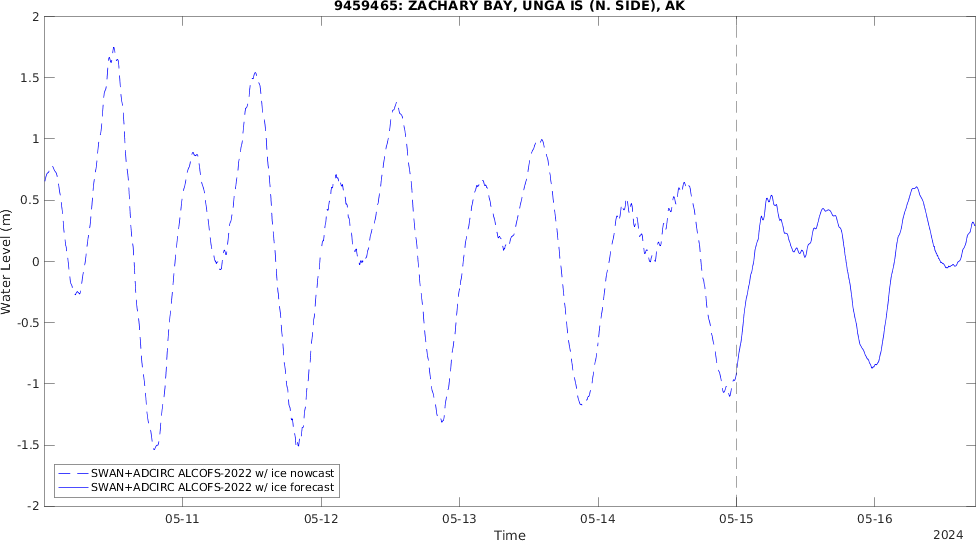 9459465: ZACHARY BAY, UNGA IS (N. SIDE), AK
Water Level (m)
2
1.5
1
0.5
0
-0.5
-1
-1.5
-2
SWAN+ADCIRC ALCOFS-2022 w/ ice nowcast
SWAN+ADCIRC ALCOFS-2022 w/ ice forecast
05-11 05-12 05-13 05-14 05-15 05-16
Time
2024